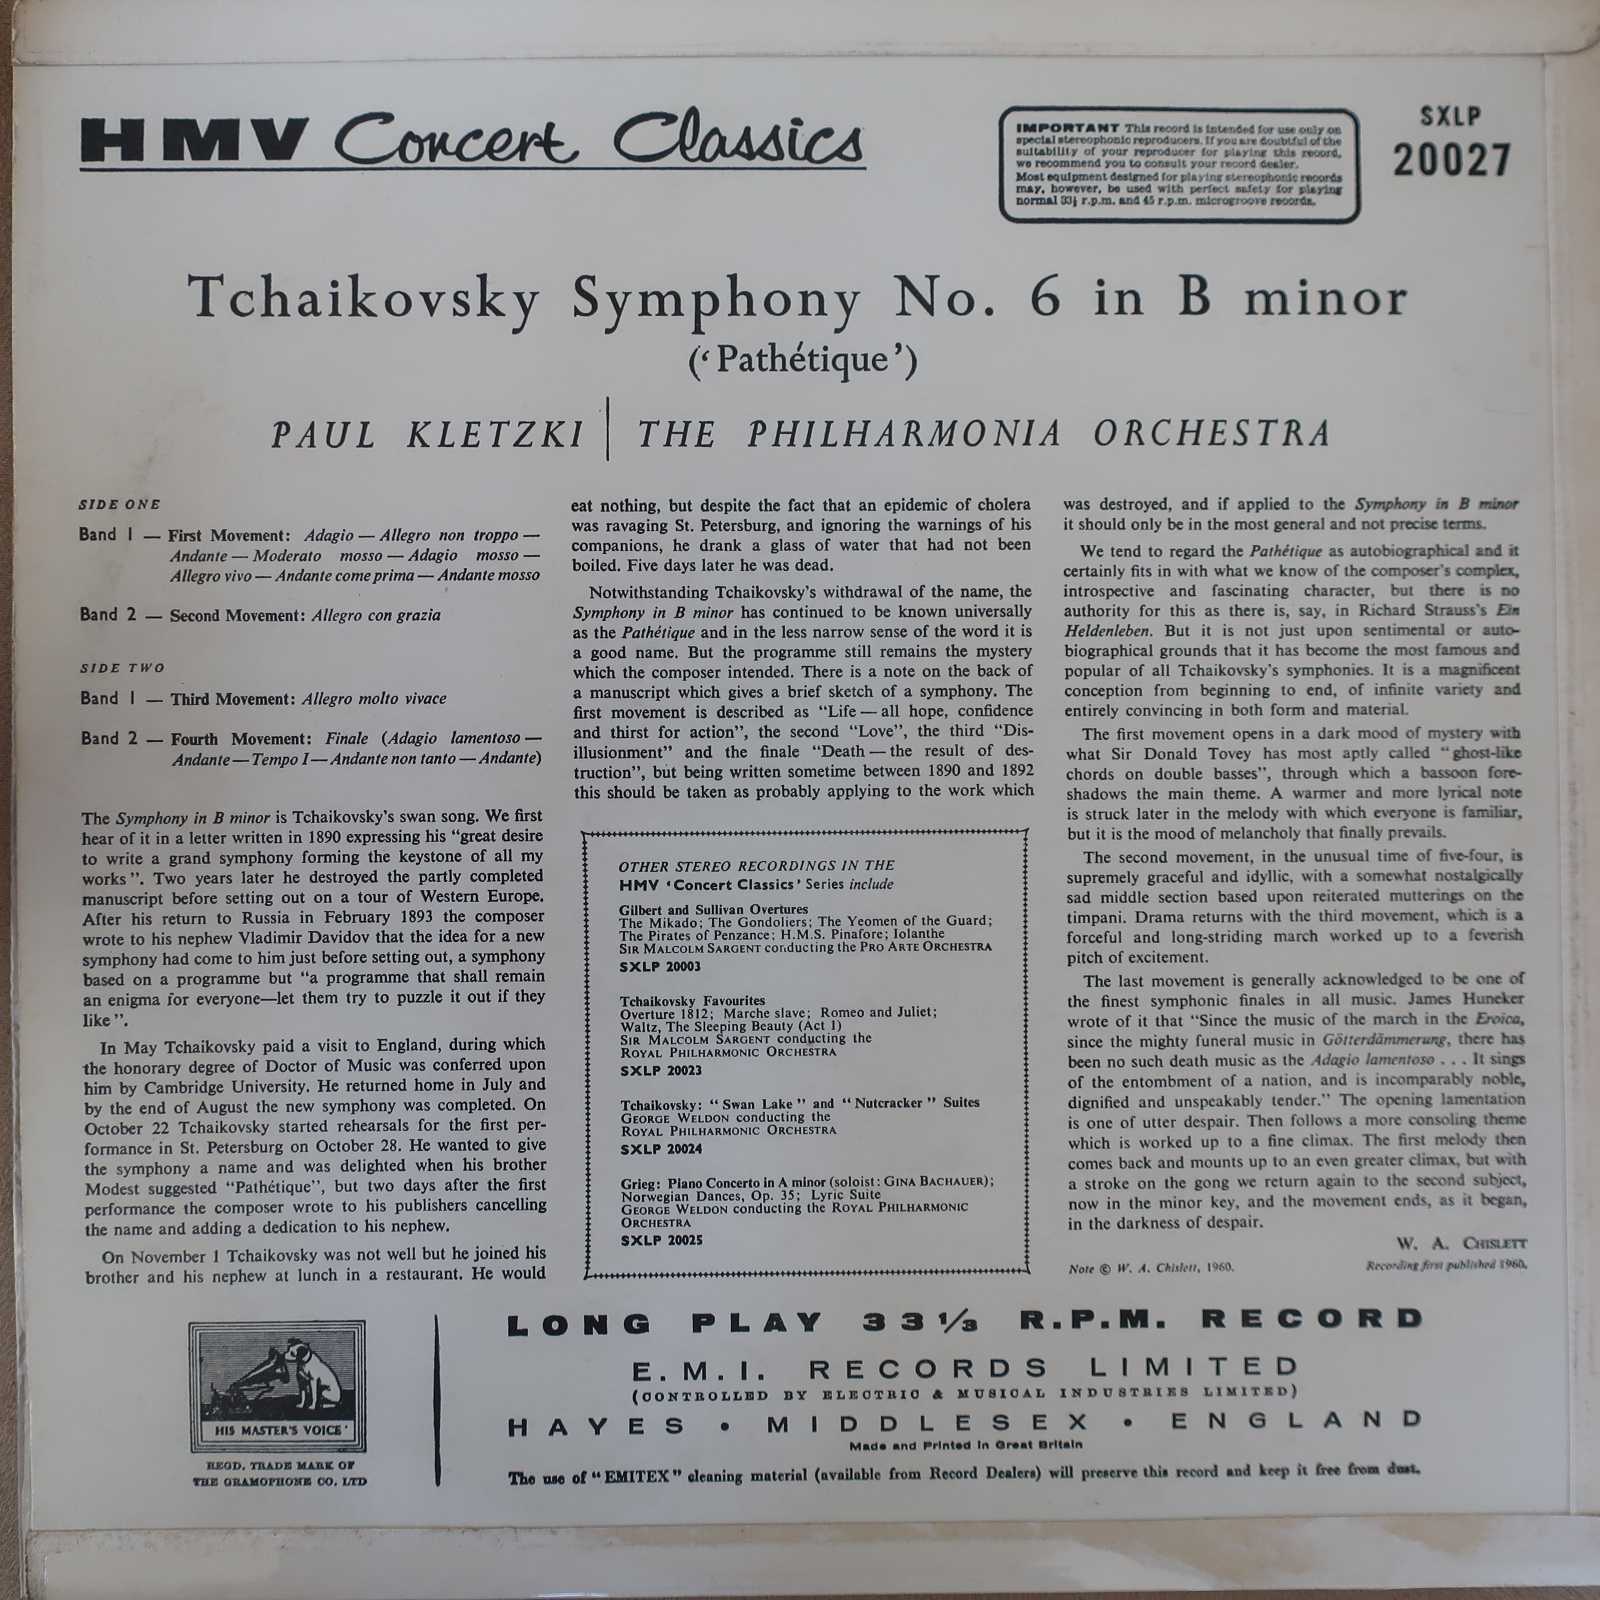 HMV Concert Classics
IMPORTANT This record is intended for use only on
special stereophonic reproducers. If you are doubtful of the
suitability of your reproducer for playing this record,
we recommend you to consult your record dealer.
Most equipment designed for playing stereophonic records
may, however, be used with perfect safety for playing
normal 33⅓ r.p.m. and 45 r.p.m. microgroove records.
SXLP
20027
Tchaikovsky Symphony No. 6 in B minor
(‘Pathétique’)
PAUL KLETZKI | THE PHILHARMONIA ORCHESTRA
SIDE ONE
Band 1 — First Movement: Adagio — Allegro non troppo —
Andante — Moderato mosso — Adagio mosso —
Allegro vivo — Andante come prima — Andante mosso
Band 2 — Second Movement: Allegro con grazia
SIDE TWO
Band 1 — Third Movement: Allegro molto vivace
Band 2 — Fourth Movement: Finale (Adagio lamentoso —
Andante — Tempo I — Andante non tanto — Andante)
The Symphony in B minor is Tchaikovsky's swan song. We first
hear of it in a letter written in 1890 expressing his “great desire
to write a grand symphony forming the keystone of all my
works”. Two years later he destroyed the partly completed
manuscript before setting out on a tour of Western Europe.
After his return to Russia in February 1893 the composer
wrote to his nephew Vladimir Davidov that the idea for a new
symphony had come to him just before setting out, a symphony
based on a programme but “a programme that shall remain
an enigma for everyone—let them try to puzzle it out if they
like”.
In May Tchaikovsky paid a visit to England, during which
the honorary degree of Doctor of Music was conferred upon
him by Cambridge University. He returned home in July and
by the end of August the new symphony was completed. On
October 22 Tchaikovsky started rehearsals for the first per-
formance in St. Petersburg on October 28. He wanted to give
the symphony a name and was delighted when his brother
Modest suggested “Pathétique”, but two days after the first
performance the composer wrote to his publishers cancelling
the name and adding a dedication to his nephew.
On November 1 Tchaikovsky was not well but he joined his
brother and his nephew at lunch in a restaurant. He would
eat nothing, but despite the fact that an epidemic of cholera
was ravaging St. Petersburg, and ignoring the warnings of his
companions, he drank a glass of water that had not been
boiled. Five days later he was dead.
Notwithstanding Tchaikovsky's withdrawal of the name, the
Symphony in B minor has continued to be known universally
as the Pathétique and in the less narrow sense of the word it is
a good name. But the programme still remains the mystery
which the composer intended. There is a note on the back of
a manuscript which gives a brief sketch of a symphony. The
first movement is described as “Life — all hope, confidence
and thirst for action”, the second “Love”, the third “Dis-
illusionment” and the finale “Death — the result of des-
truction”, but being written sometime between 1890 and 1892
this should be taken as probably applying to the work which
OTHER STEREO RECORDINGS IN THE
HMV ‘Concert Classics’ Series include
Gilbert and Sullivan Overtures
The Mikado; The Gondoliers; The Yeomen of the Guard;
The Pirates of Penzance; H.M.S. Pinafore; Iolanthe
SIR MALCOLM SARGENT conducting the PRO ARTE ORCHESTRA
SXLP 20003
Tchaikovsky Favourites
Overture 1812; Marche slave; Romeo and Juliet;
Waltz, The Sleeping Beauty (Act 1)
SIR MALCOLM SARGENT conducting the
ROYAL PHILHARMONIC ORCHESTRA
SXLP 20023
Tchaikovsky: “Swan Lake” and “Nutcracker” Suites
GEORGE WELDON conducting the
ROYAL PHILHARMONIC ORCHESTRA
SXLP 20024
Grieg: Piano Concerto in A minor (soloist: GINA BACHAUER);
Norwegian Dances, Op. 35; Lyric Suite
GEORGE WELDON conducting the ROYAL PHILHARMONIC
ORCHESTRA
SXLP 20025
was destroyed, and if applied to the Symphony in B minor
it should only be in the most general and not precise terms.
We tend to regard the Pathétique as autobiographical and it
certainly fits in with what we know of the composer's complex,
introspective and fascinating character, but there is no
authority for this as there is, say, in Richard Strauss's Ein
Heldenleben. But it is not just upon sentimental or auto-
biographical grounds that it has become the most famous and
popular of all Tchaikovsky's symphonies. It is a magnificent
conception from beginning to end, of infinite variety and
entirely convincing in both form and material.
The first movement opens in a dark mood of mystery with
what Sir Donald Tovey has most aptly called “ghost-like
chords on double basses”, through which a bassoon fore-
shadows the main theme. A warmer and more lyrical note
is struck later in the melody with which everyone is familiar,
but it is the mood of melancholy that finally prevails.
The second movement, in the unusual time of five-four, is
supremely graceful and idyllic, with a somewhat nostalgically
sad middle section based upon reiterated mutterings on the
timpani. Drama returns with the third movement, which is a
forceful and long-striding march worked up to a feverish
pitch of excitement.
The last movement is generally acknowledged to be one of
the finest symphonic finales in all music. James Huneker
wrote of it that “Since the music of the march in the Eroica,
since the mighty funeral music in Götterdämmerung, there has
been no such death music as the Adagio lamentoso . . . It sings
of the entombment of a nation, and is incomparably noble,
dignified and unspeakably tender.” The opening lamentation
is one of utter despair. Then follows a more consoling theme
which is worked up to a fine climax. The first melody then
comes back and mounts up to an even greater climax, but with
a stroke on the gong we return again to the second subject,
now in the minor key, and the movement ends, as it began,
in the darkness of despair.
W. A. CHISLETT
Note © W. A. Chislett, 1960.
Recording first published 1960.
HIS MASTER'S VOICE
REGD. TRADE MARK OF
THE GRAMOPHONE CO. LTD
LONG PLAY 33⅓ R.P.M. RECORD
E.M.I. RECORDS LIMITED
(CONTROLLED BY ELECTRIC & MUSICAL INDUSTRIES LIMITED)
HAYES • MIDDLESEX • ENGLAND
Made and Printed in Great Britain
The use of “EMITEX” cleaning material (available from Record Dealers) will preserve this record and keep it free from dust.